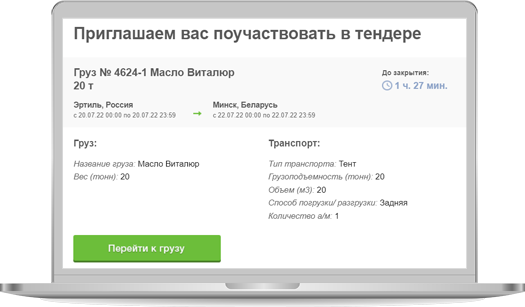 Приглашаем вас поучаствовать в тендере
Груз № 4624-1 Масло Виталюр
20 т
До закрытия:
1 ч. 27 мин.
Эртиль, Россия
с 20.07.22 00:00 по 20.07.22 23:59
Минск, Беларусь
с 22.07.22 00:00 по 22.07.22 23:59
Груз:
Название груза: Масло Виталюр
Вес (тонн): 20
Транспорт:
Тип транспорта: Тент
Грузоподъемность (тонн): 20
Объем (м3): 20
Способ погрузки/ разгрузки: Задняя
Количество а/м: 1
Перейти к грузу